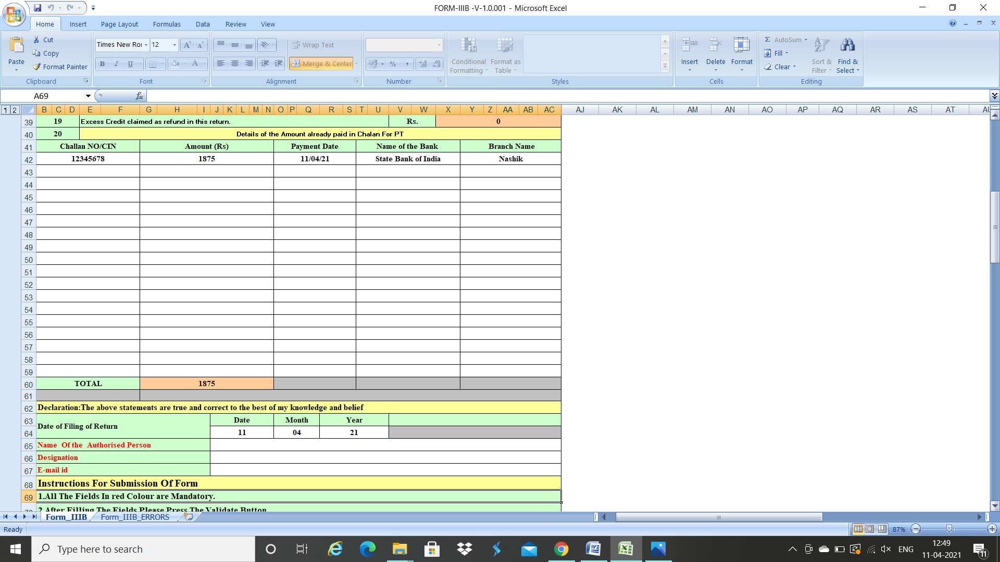 FORM-IIIB -V-1.0.001 - Microsoft Excel
Home Insert Page Layout Formulas Data Review View
Paste
Cut
Copy
Format Painter
Clipboard
Times New Ro 12
A A
B I U A
Font
Wrap Text
Merge & Center
Alignment
% ,
Number
Conditional Formatting
Format as Table
Styles
Insert Delete Format
Cells
Σ AutoSum
Fill
Clear
Sort & Filter
Find & Select
Editing
A69 fx
1 2 B C D E F G H I J K L M N O P Q R S T U V W X Y Z AA AB AC AJ AK AL AM AN AO AP AQ AR AS AT AU
39 19 Excess Credit claimed as refund in this return. Rs. 0
40 20 Details of the Amount already paid in Chalan For PT
41 Challan NO/CIN Amount (Rs) Payment Date Name of the Bank Branch Name
42 12345678 1875 11/04/21 State Bank of India Nashik
43
44
45
46
47
48
49
50
51
52
53
54
55
56
57
58
59
60 TOTAL 1875
61
62 Declaration:The above statements are true and correct to the best of my knowledge and belief
63 Date of Filing of Return Date Month Year
64 11 04 21
65 Name Of the Authorised Person
66 Designation
67 E-mail id
68 Instructions For Submission Of Form
69 1.All The Fields In red Colour are Mandatory.
70 2.After Filling The Fields Please Press The Validate Button
Form_IIIB Form_IIIB_ERRORS
Ready 87%
Type here to search
ENG
12:49
11-04-2021
11